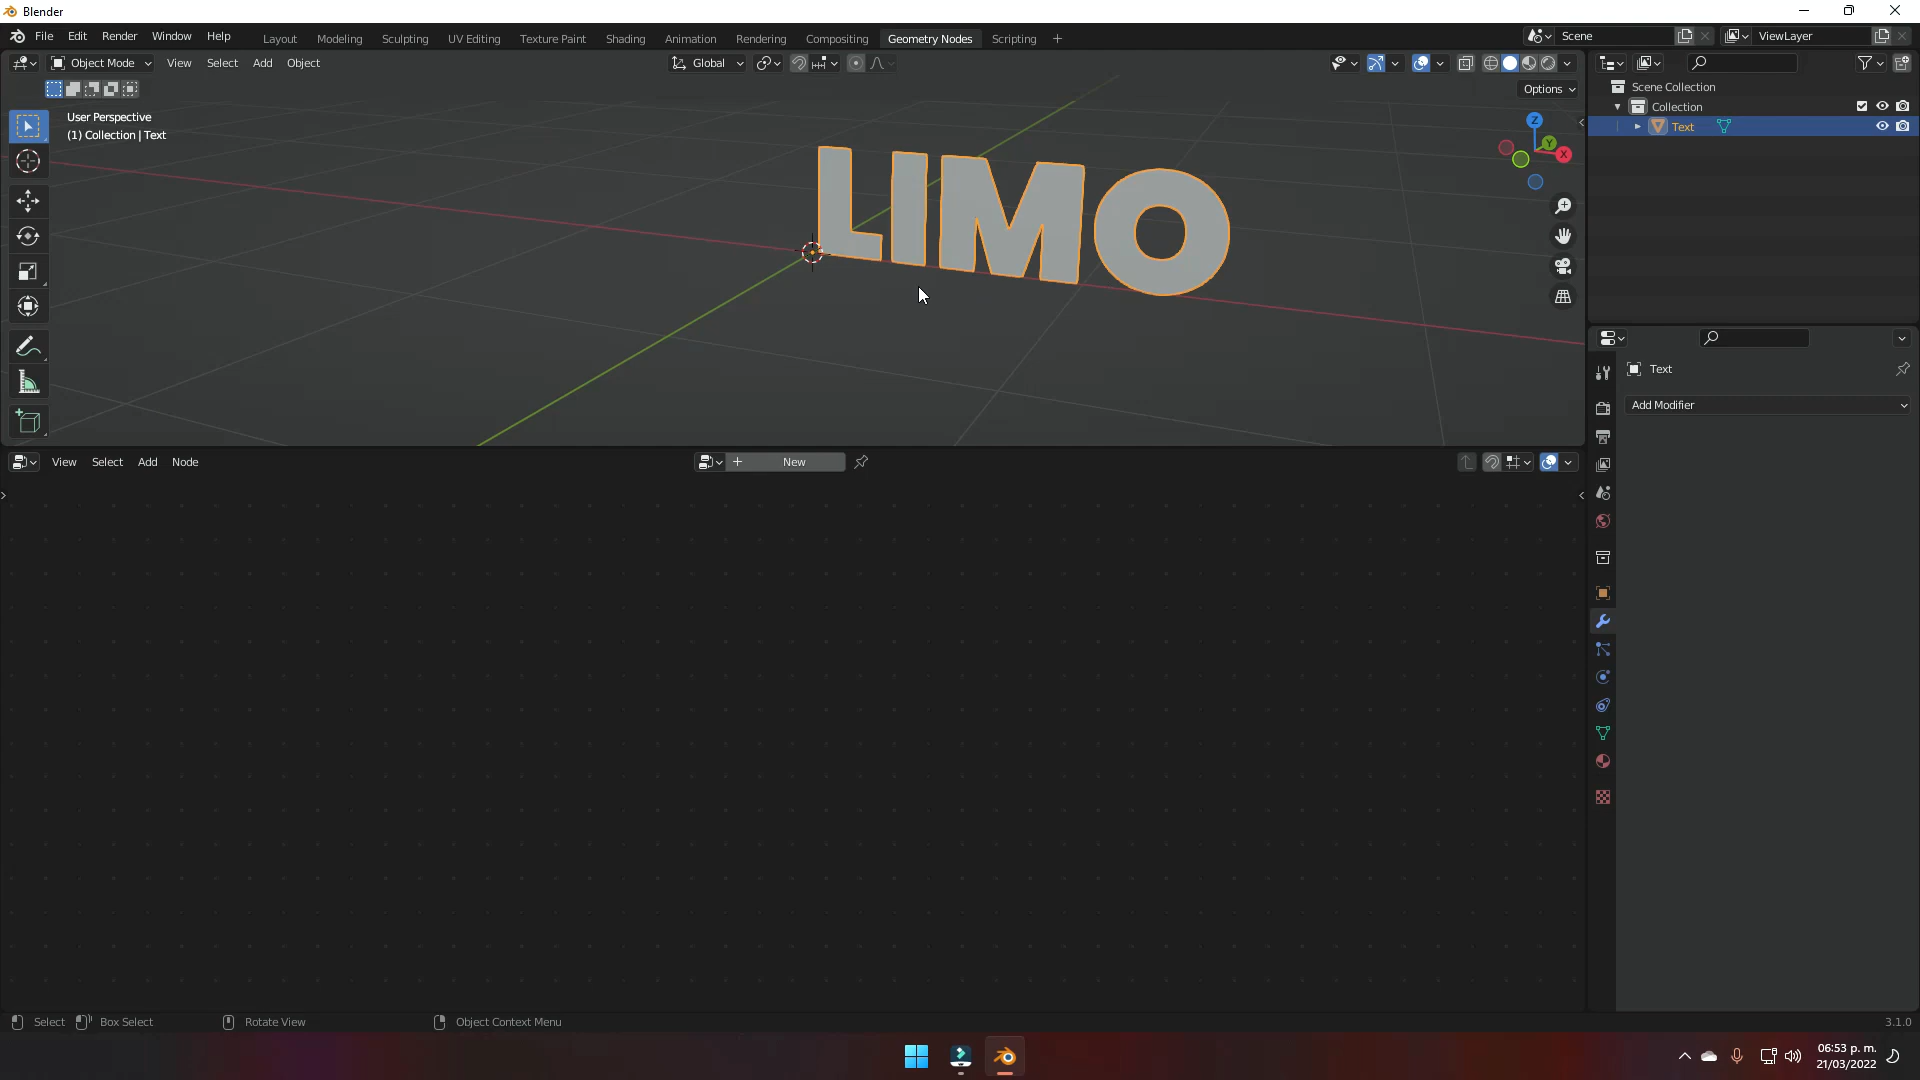 Blender
File Edit Render Window Help Layout Modeling Sculpting UV Editing Texture Paint Shading Animation Rendering Compositing Geometry Nodes Scripting + Scene ViewLayer
Object Mode View Select Add Object Global
Options
User Perspective
(1) Collection | Text
LIMO
Z
Y
X
Scene Collection
Collection
Text
Text
Add Modifier
View Select Add Node + New
Select Box Select Rotate View Object Context Menu 3.1.0
06:53 p. m.
21/03/2022